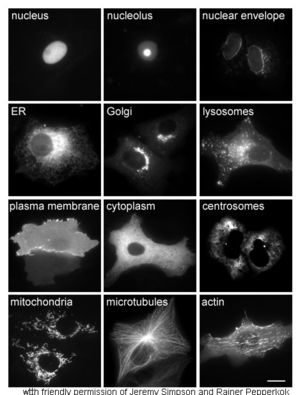 nucleus nucleolus nuclear envelope
ER Golgi lysosomes
plasma membrane cytoplasm centrosomes
mitochondria microtubules actin
with friendly permission of Jeremy Simpson and Rainer Pepperkok